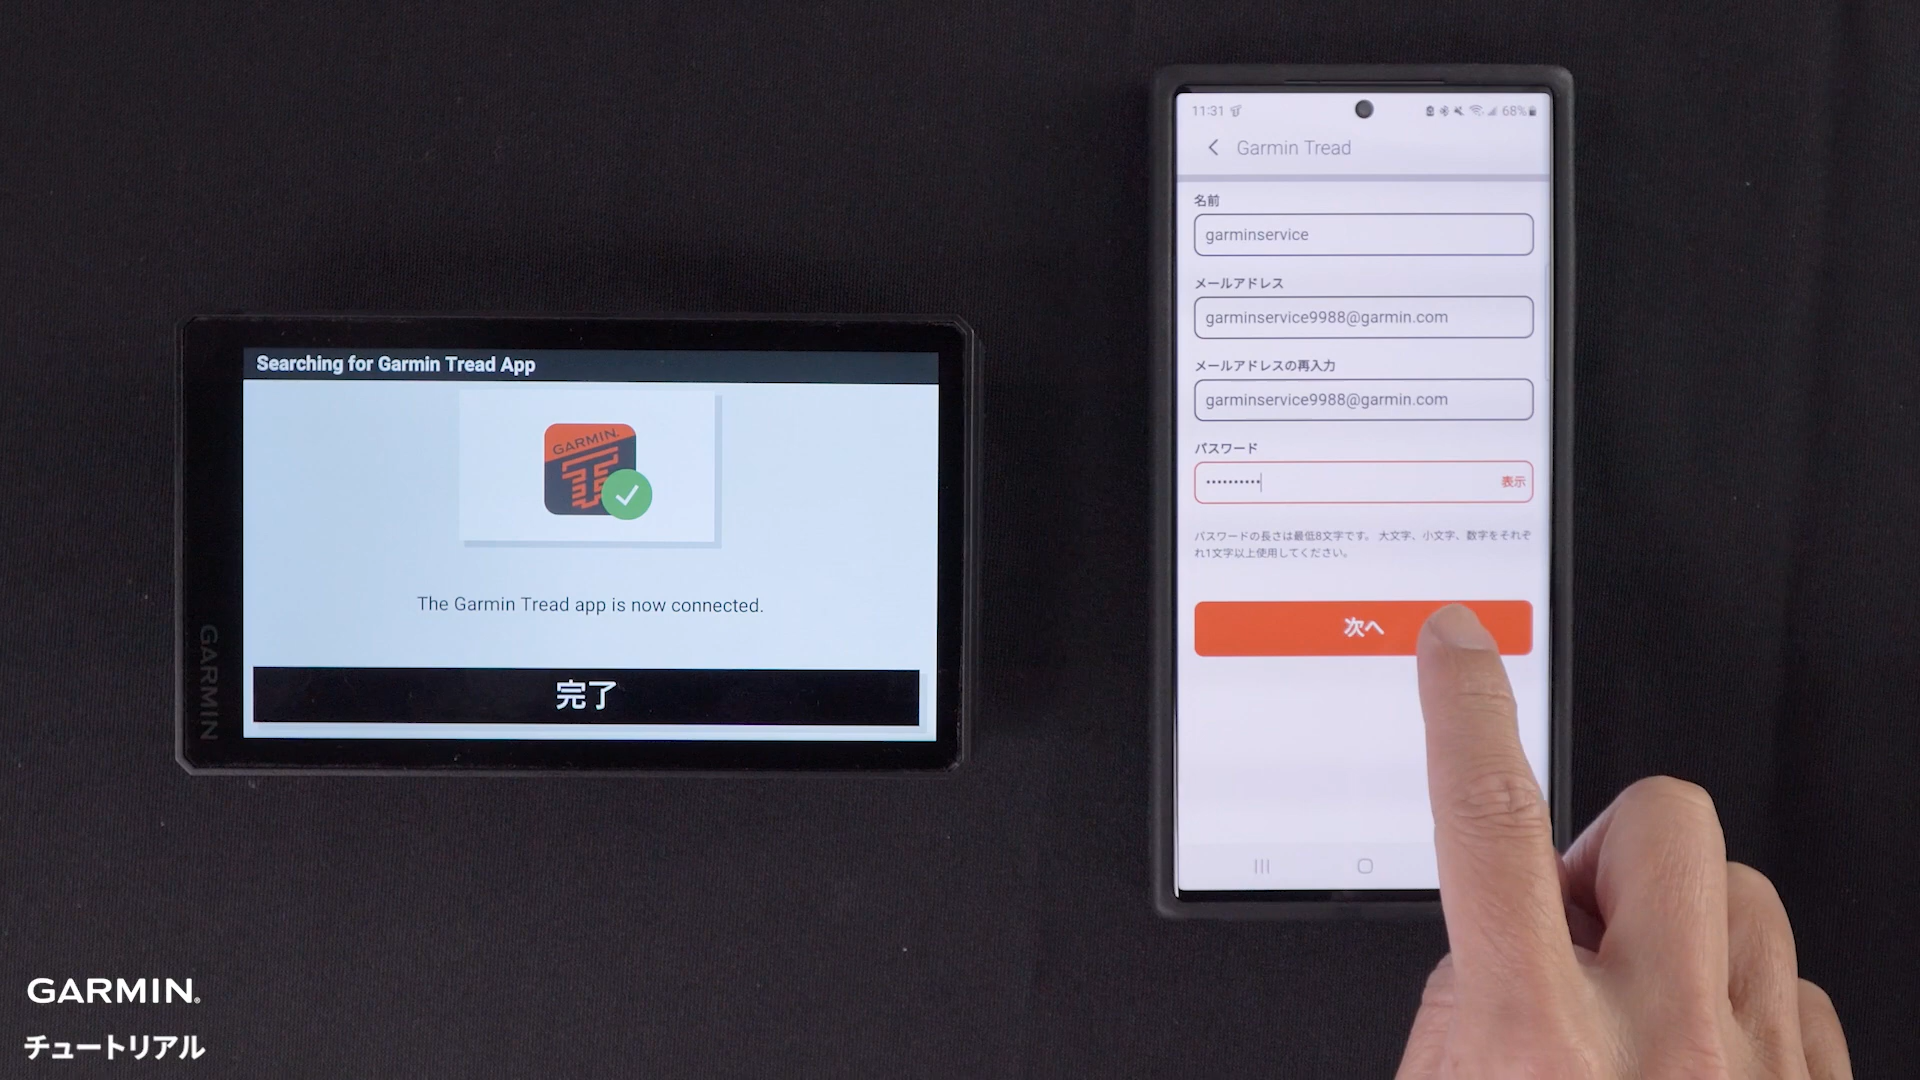 Searching for Garmin Tread App
GARMIN.
The Garmin Tread app is now connected.
完了
GARMIN
11:31
68%
Garmin Tread
名前
garminservice
メールアドレス
garminservice9988@garmin.com
メールアドレスの再入力
garminservice9988@garmin.com
パスワード
••••••••••
表示
パスワードの長さは最低8文字です。 大文字、小文字、数字をそれぞ
れ1文字以上使用してください。
次へ
GARMIN®
チュートリアル